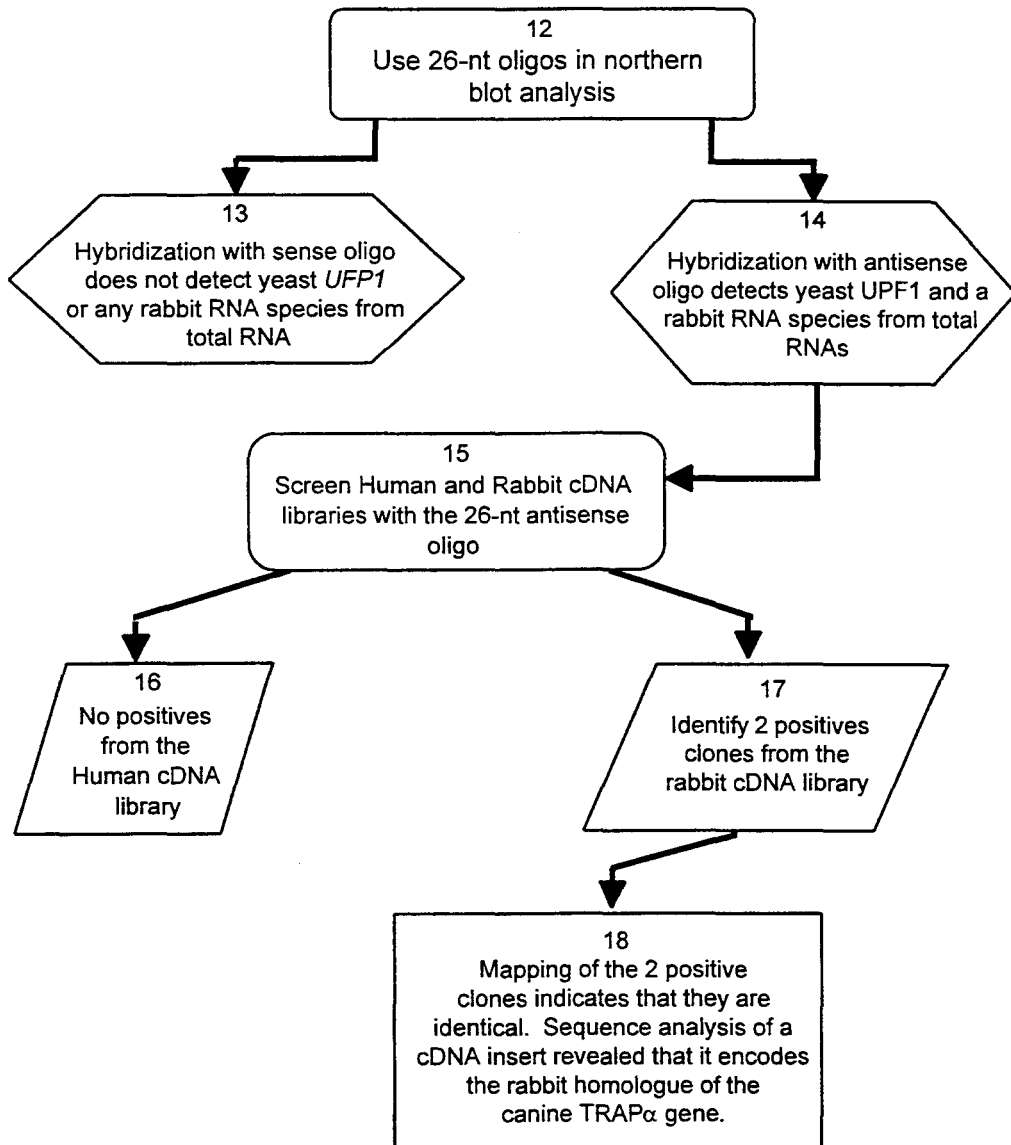 12
Use 26-nt oligos in northern
blot analysis
13
Hybridization with sense oligo
does not detect yeast UFP1
or any rabbit RNA species from
total RNA
14
Hybridization with antisense
oligo detects yeast UPF1 and a
rabbit RNA species from total
RNAs
15
Screen Human and Rabbit cDNA
libraries with the 26-nt antisense
oligo
16
No positives
from the
Human cDNA
library
17
Identify 2 positives
clones from the
rabbit cDNA library
18
Mapping of the 2 positive
clones indicates that they are
identical. Sequence analysis of a
cDNA insert revealed that it encodes
the rabbit homologue of the
canine TRAPα gene.